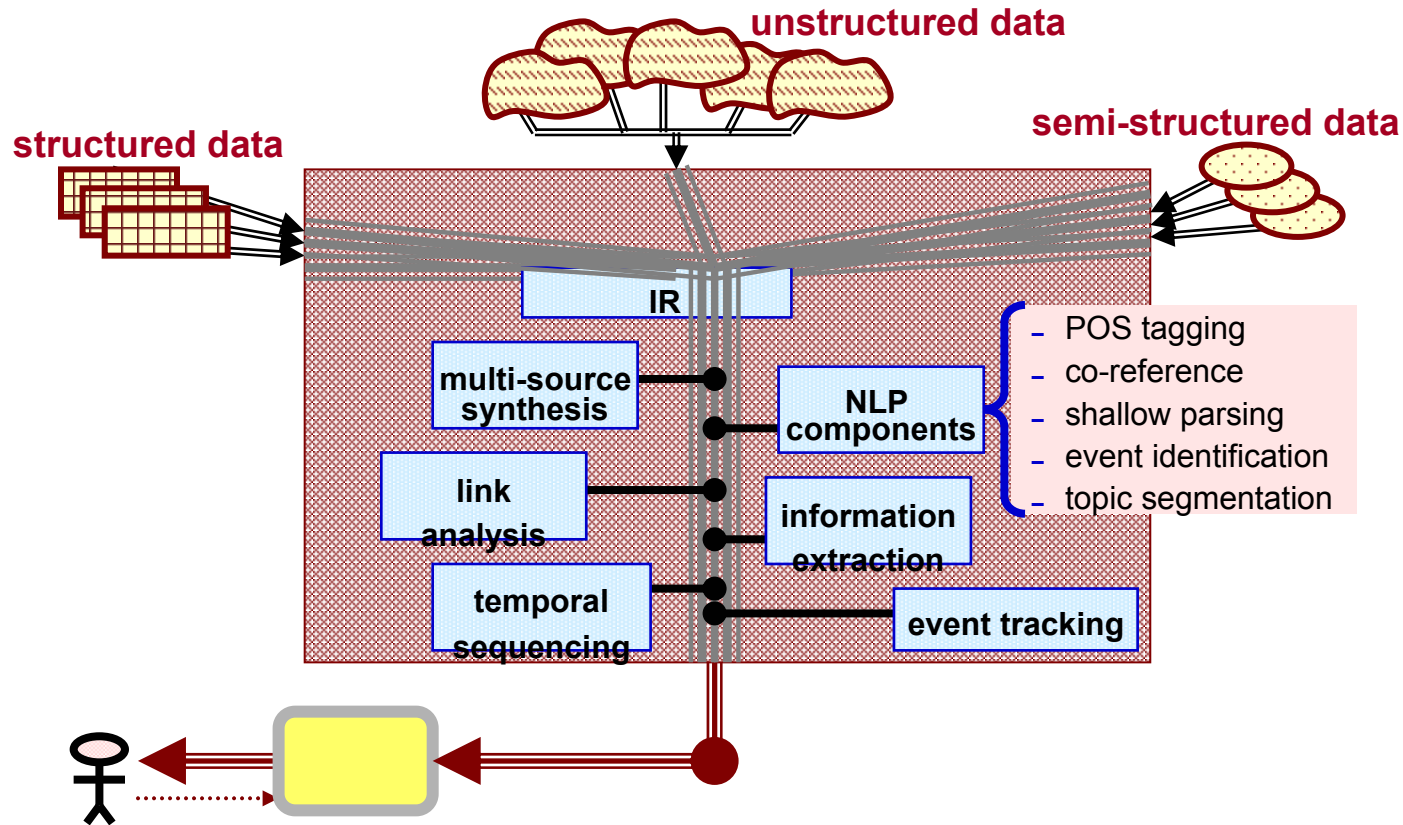 unstructured data
semi-structured data
structured data
IR
multi-source
synthesis
NLP
components
– POS tagging
– co-reference
– shallow parsing
– event identification
– topic segmentation
link
analysis
information
extraction
temporal
sequencing
event tracking